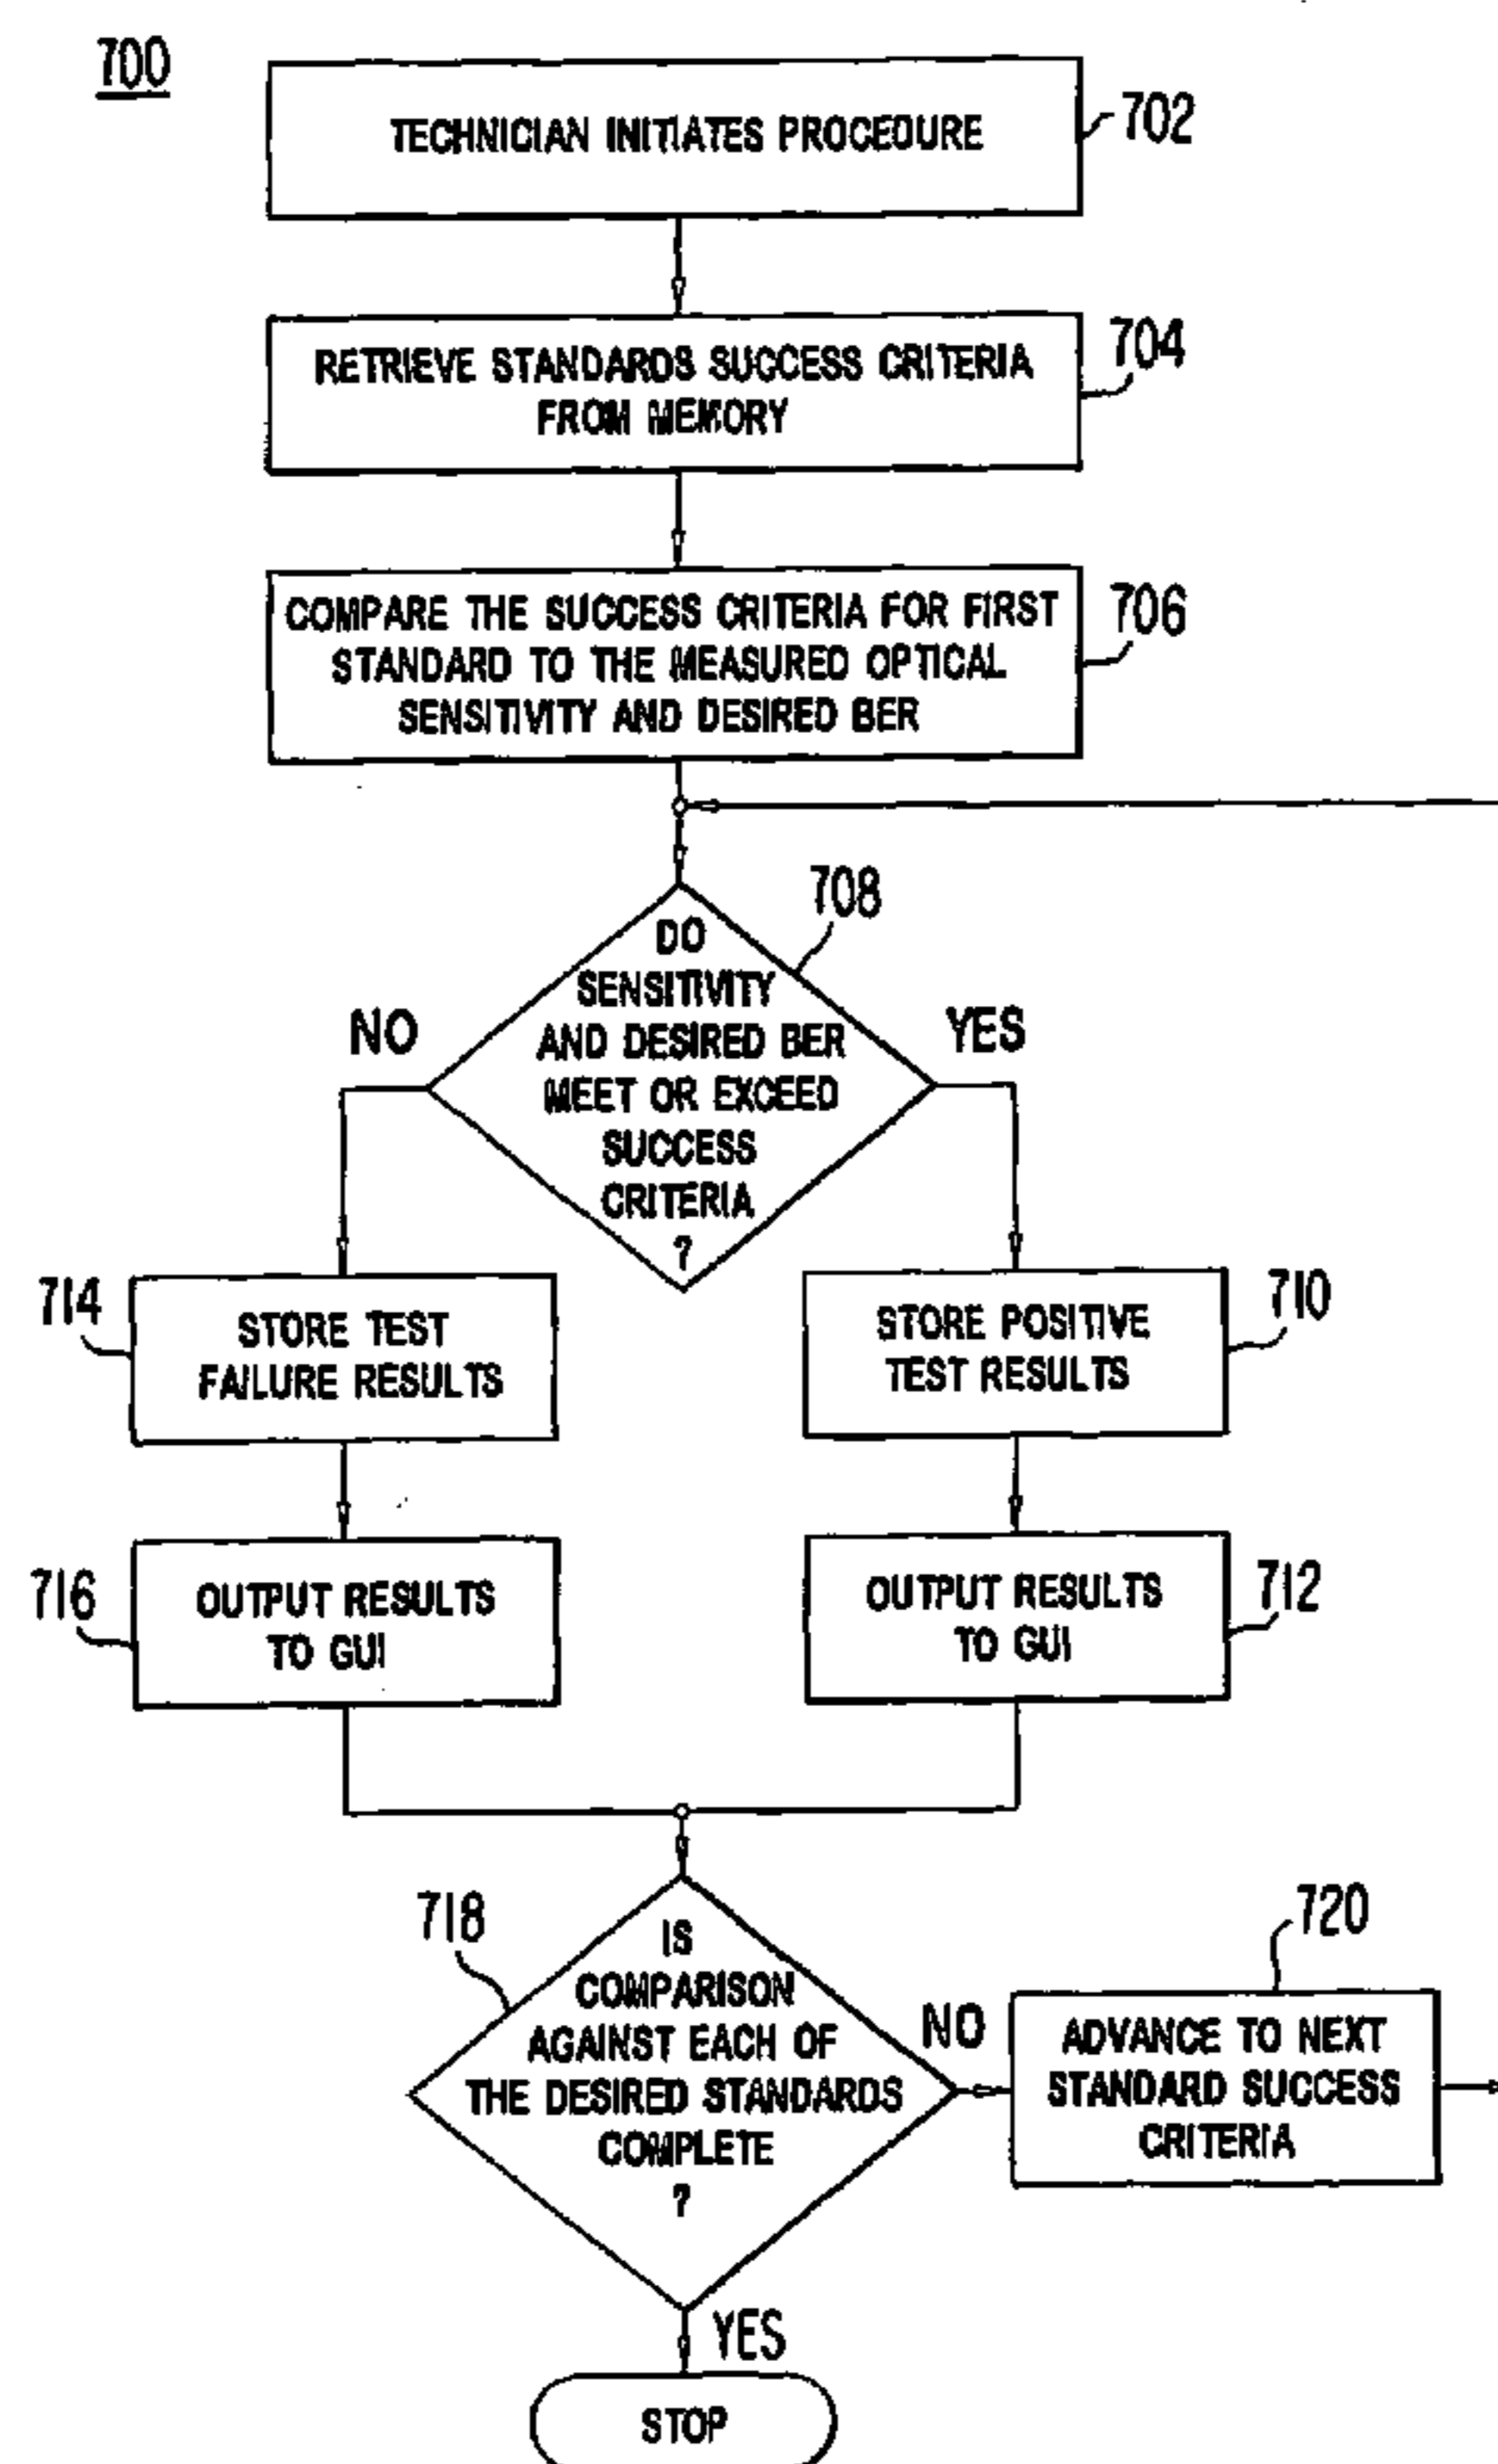 700
TECHNICIAN INITIATES PROCEDURE
702
RETRIEVE STANDARDS SUCCESS CRITERIA
FROM MEMORY
704
COMPARE THE SUCCESS CRITERIA FOR FIRST
STANDARD TO THE MEASURED OPTICAL
SENSITIVITY AND DESIRED BER
706
708
DO
SENSITIVITY
AND DESIRED BER
MEET OR EXCEED
SUCCESS
CRITERIA
?
NO
YES
714
STORE TEST
FAILURE RESULTS
STORE POSITIVE
TEST RESULTS
710
716
OUTPUT RESULTS
TO GUI
OUTPUT RESULTS
TO GUI
712
718
IS
COMPARISON
AGAINST EACH OF
THE DESIRED STANDARDS
COMPLETE
?
NO
720
ADVANCE TO NEXT
STANDARD SUCCESS
CRITERIA
YES
STOP